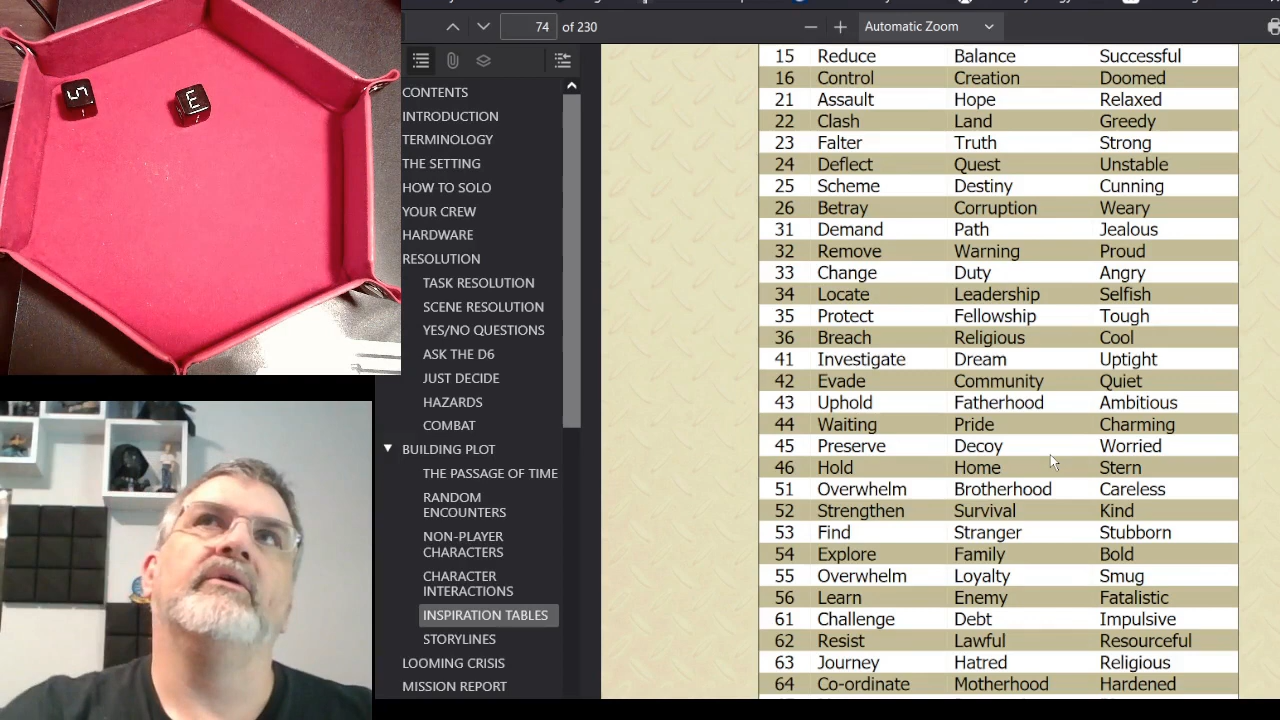 5
3
74 of 230
Automatic Zoom
CONTENTS
INTRODUCTION
TERMINOLOGY
THE SETTING
HOW TO SOLO
YOUR CREW
HARDWARE
RESOLUTION
TASK RESOLUTION
SCENE RESOLUTION
YES/NO QUESTIONS
ASK THE D6
JUST DECIDE
HAZARDS
COMBAT
BUILDING PLOT
THE PASSAGE OF TIME
RANDOM
ENCOUNTERS
NON-PLAYER
CHARACTERS
CHARACTER
INTERACTIONS
INSPIRATION TABLES
STORYLINES
LOOMING CRISIS
MISSION REPORT
15 Reduce Balance Successful
16 Control Creation Doomed
21 Assault Hope Relaxed
22 Clash Land Greedy
23 Falter Truth Strong
24 Deflect Quest Unstable
25 Scheme Destiny Cunning
26 Betray Corruption Weary
31 Demand Path Jealous
32 Remove Warning Proud
33 Change Duty Angry
34 Locate Leadership Selfish
35 Protect Fellowship Tough
36 Breach Religious Cool
41 Investigate Dream Uptight
42 Evade Community Quiet
43 Uphold Fatherhood Ambitious
44 Waiting Pride Charming
45 Preserve Decoy Worried
46 Hold Home Stern
51 Overwhelm Brotherhood Careless
52 Strengthen Survival Kind
53 Find Stranger Stubborn
54 Explore Family Bold
55 Overwhelm Loyalty Smug
56 Learn Enemy Fatalistic
61 Challenge Debt Impulsive
62 Resist Lawful Resourceful
63 Journey Hatred Religious
64 Co-ordinate Motherhood Hardened